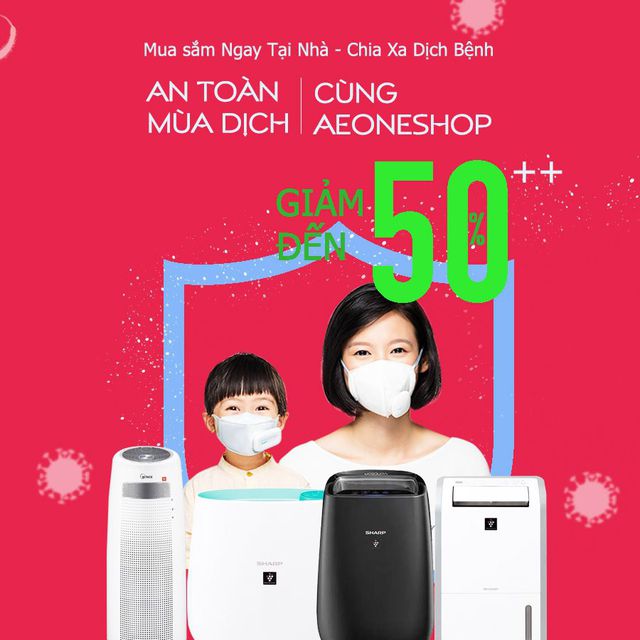 Mua sắm Ngay Tại Nhà - Chia Xa Dịch Bệnh
AN TOÀN
MÙA DỊCH
CÙNG
AEONESHOP
GIẢM
ĐẾN
50%++
SHARP
SHARP